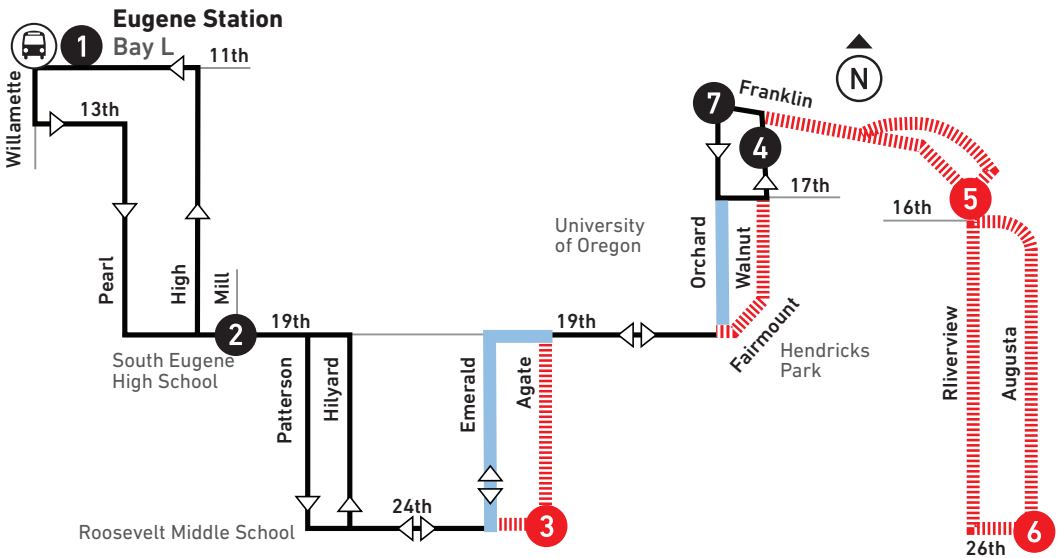 Eugene Station
1
Bay L
11th
Willamette
13th
Pearl
High
Mill
2
19th
South Eugene
High School
Patterson
Hilyard
Emerald
Agate
19th
24th
3
Roosevelt Middle School
University
of Oregon
7
Franklin
N
4
17th
Orchard
Walnut
Fairmount
Hendricks
Park
5
16th
Rliverview
Augusta
6
26th